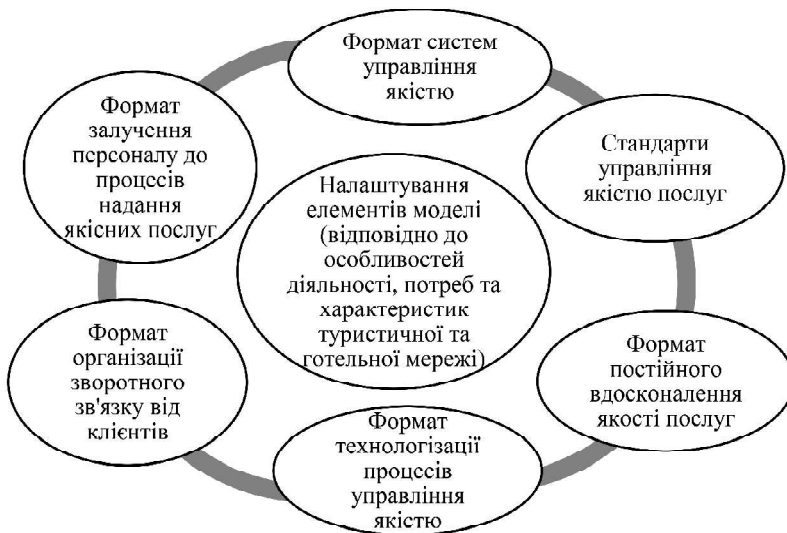 Формат систем
управління
якістю
Стандарти
управління
якістю послуг
Формат
постійного
вдосконалення
якості послуг
Формат
технологізації
процесів
управління
якістю
Формат
організації
зворотного
зв'язку від
клієнтів
Формат
залучення
персоналу до
процесів
надання
якісних послуг
Налаштування
елементів моделі
(відповідно до
особливостей
діяльності, потреб та
характеристик
туристичної та
готельної мережі)